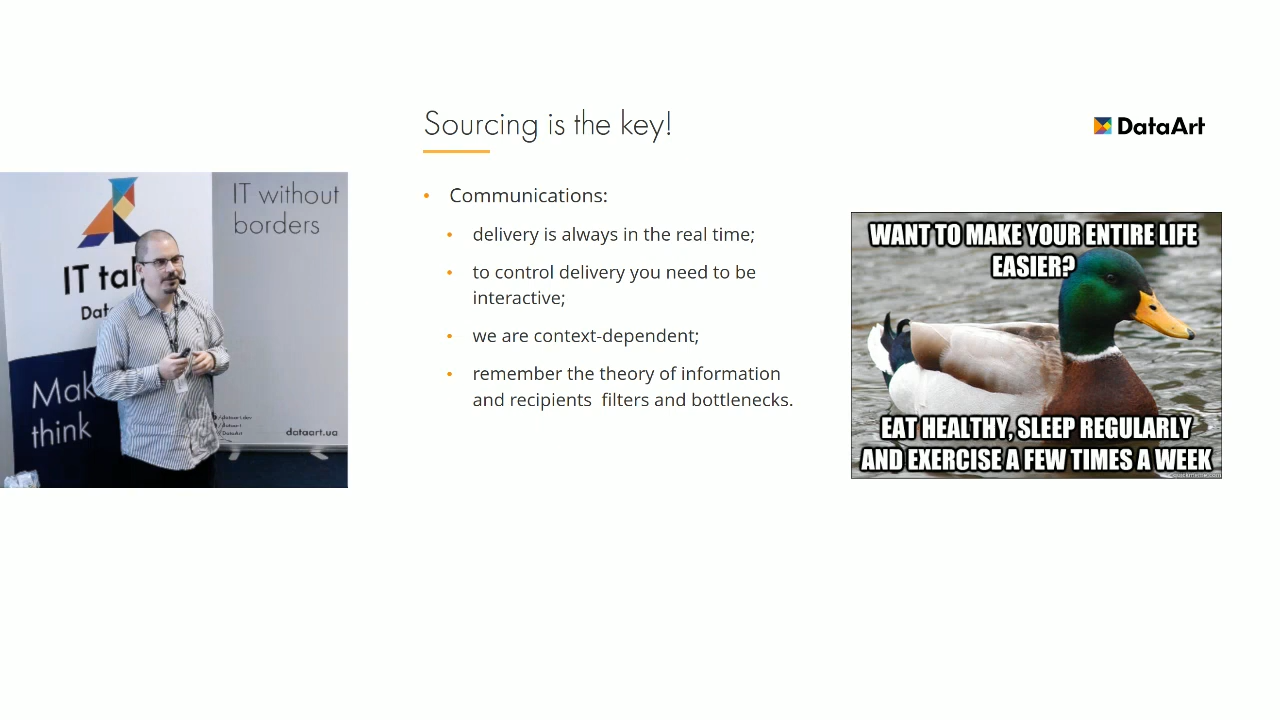 Sourcing is the key!
DataArt
• Communications:
• delivery is always in the real time;
• to control delivery you need to be
interactive;
• we are context-dependent;
• remember the theory of information
and recipients  filters and bottlenecks.
IT without
borders
IT tal
Dat
Mak
think
dataart.ua
WANT TO MAKE YOUR ENTIRE LIFE
EASIER?
EAT HEALTHY, SLEEP REGULARLY
AND EXERCISE A FEW TIMES A WEEK